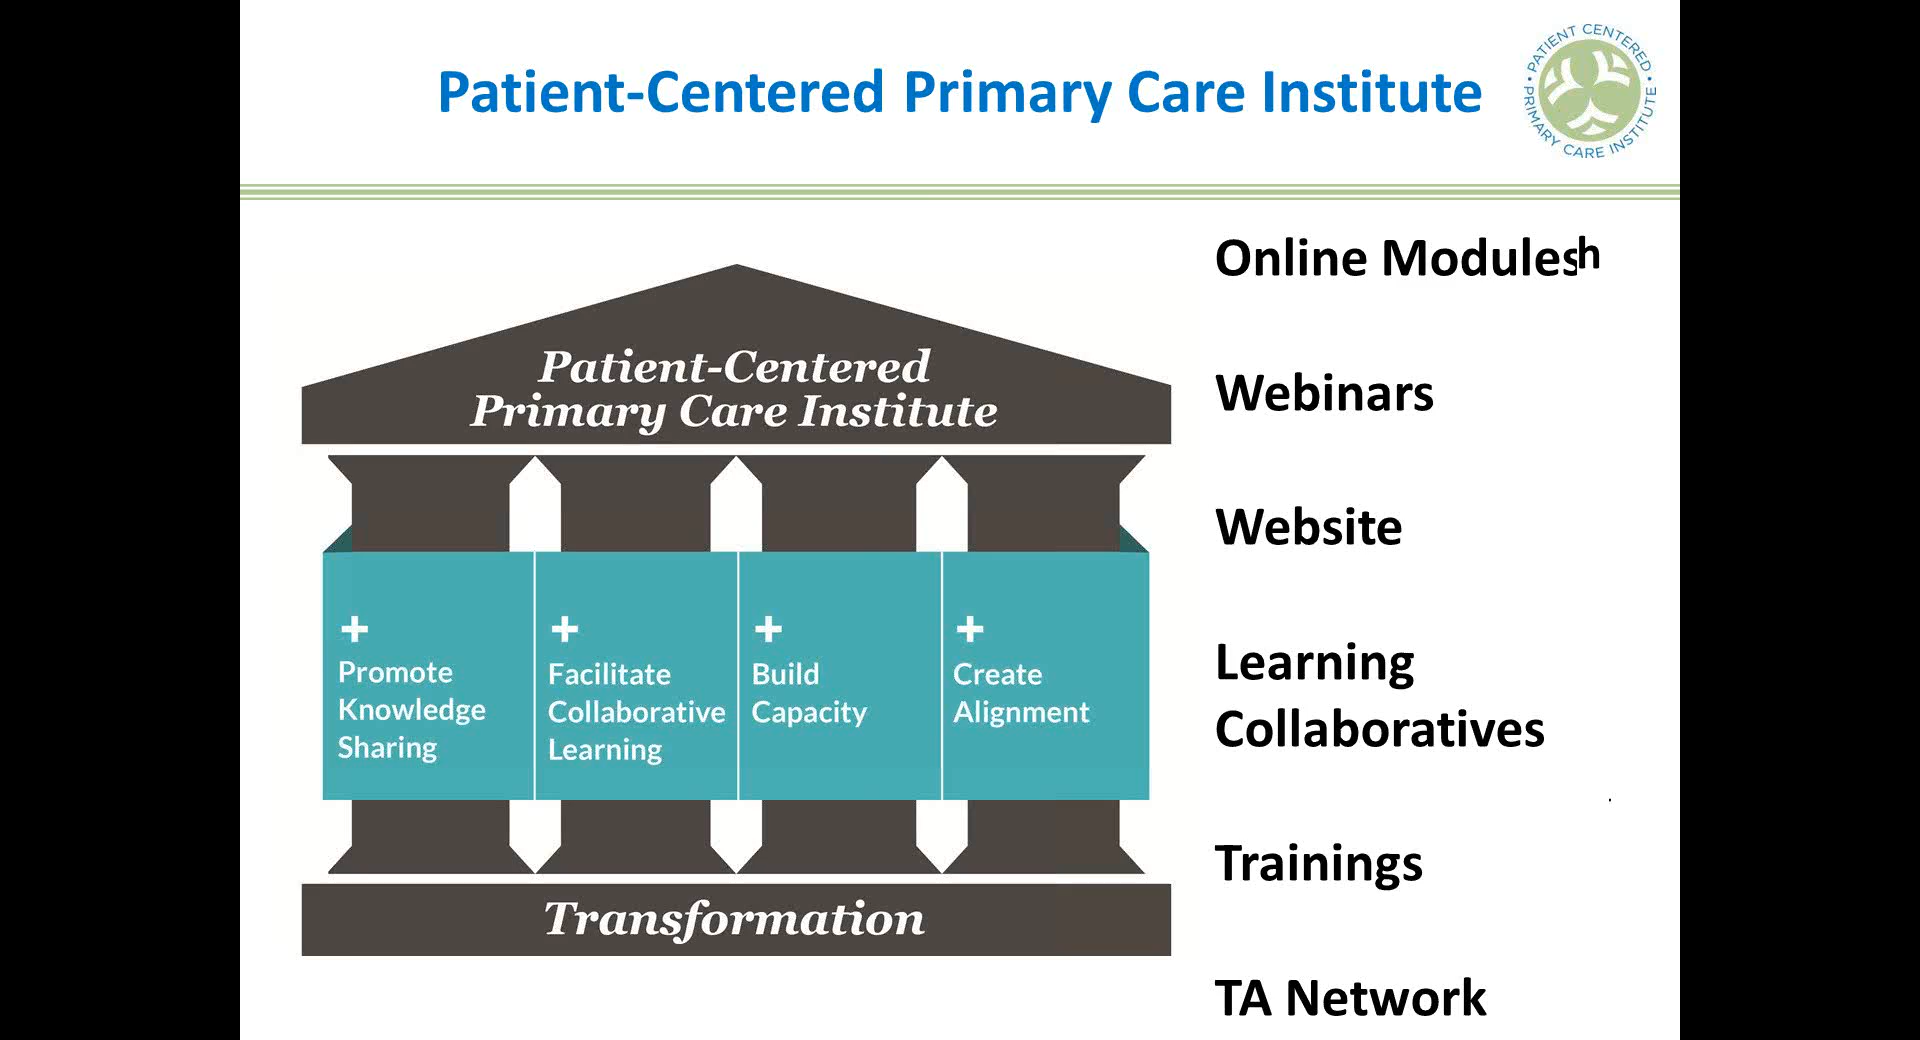 Patient-Centered Primary Care Institute
PATIENT CENTERED
PRIMARY CARE INSTITUTE
Patient-Centered
Primary Care Institute
+
Promote
Knowledge
Sharing
+
Facilitate
Collaborative
Learning
+
Build
Capacity
+
Create
Alignment
Transformation
Online Modulesh
Webinars
Website
Learning
Collaboratives
Trainings
TA Network